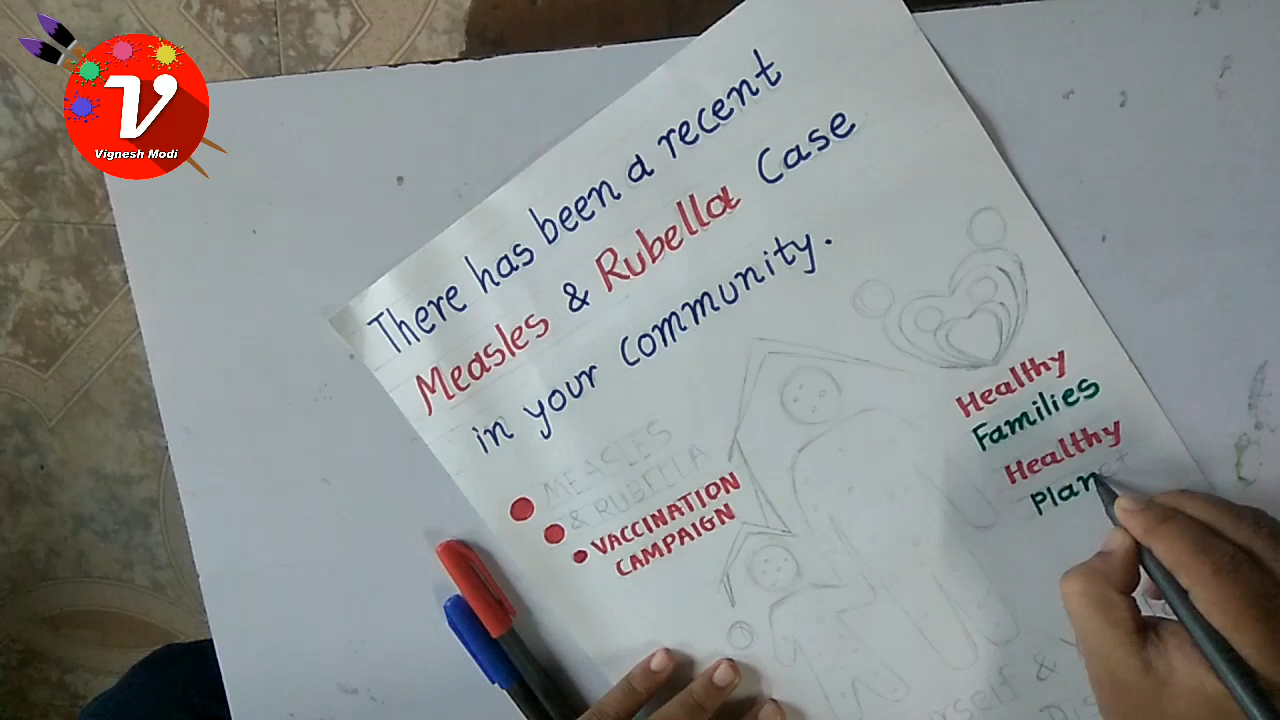 V
Vignesh Modi
There has been a recent
Measles & Rubella Case
in your community.
MEASLES
& RUBELLA
VACCINATION
CAMPAIGN
Healthy
Families
Healthy
Planet